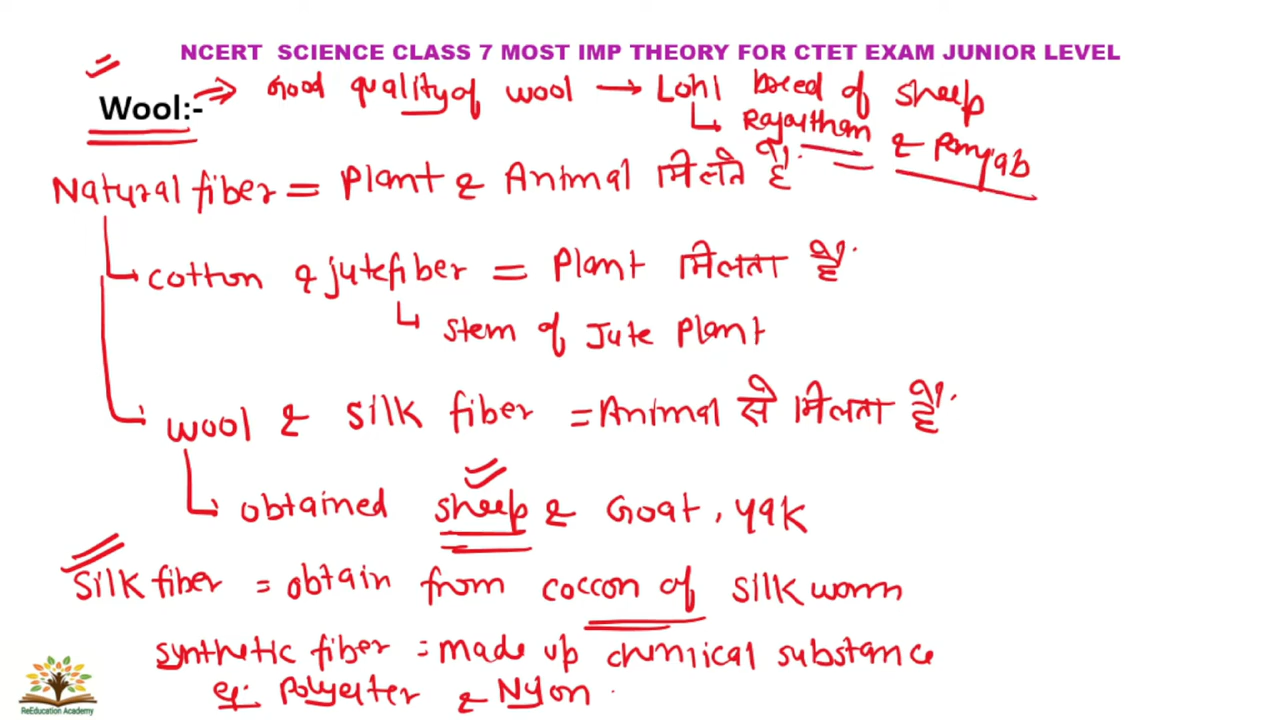 NCERT SCIENCE CLASS 7 MOST IMP THEORY FOR CTET EXAM JUNIOR LEVEL
Wool:- ⇒ Good quality of wool → Lohi breed of sheep
↳ Rajasthan & Panjab
Natural fiber = Plant & Animal मिलते हैं.
cotton & jute fiber = Plant मिलता हैं.
↳ stem of Jute Plant
wool & silk fiber = Animal से मिलता हैं.
↳ obtained sheep & Goat, yak
Silk fiber = obtain from coccon of silk worm
synthetic fiber = made up chemical substance
eg:- Polyester & Nylon
ReEducation Academy